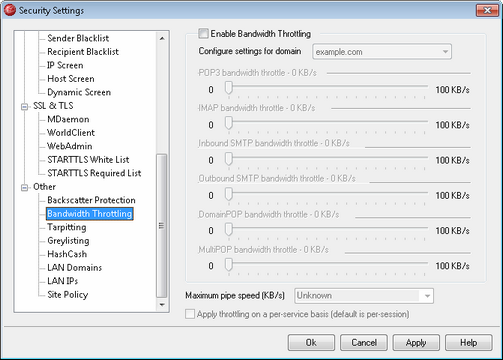 Security Settings
Sender Blacklist
Recipient Blacklist
IP Screen
Host Screen
Dynamic Screen
SSL & TLS
MDaemon
WorldClient
WebAdmin
STARTTLS White List
STARTTLS Required List
Other
Backscatter Protection
Bandwidth Throttling
Tarpitting
Greylisting
HashCash
LAN Domains
LAN IPs
Site Policy
Enable Bandwidth Throttling
Configure settings for domain example.com
POP3 bandwidth throttle - 0 KB/s
0 100 KB/s
IMAP bandwidth throttle - 0 KB/s
0 100 KB/s
Inbound SMTP bandwidth throttle - 0 KB/s
0 100 KB/s
Outbound SMTP bandwidth throttle - 0 KB/s
0 100 KB/s
DomainPOP bandwidth throttle - 0 KB/s
0 100 KB/s
MultiPOP bandwidth throttle - 0 KB/s
0 100 KB/s
Maximum pipe speed (KB/s) Unknown
Apply throttling on a per-service basis (default is per-session)
Ok Cancel Apply Help